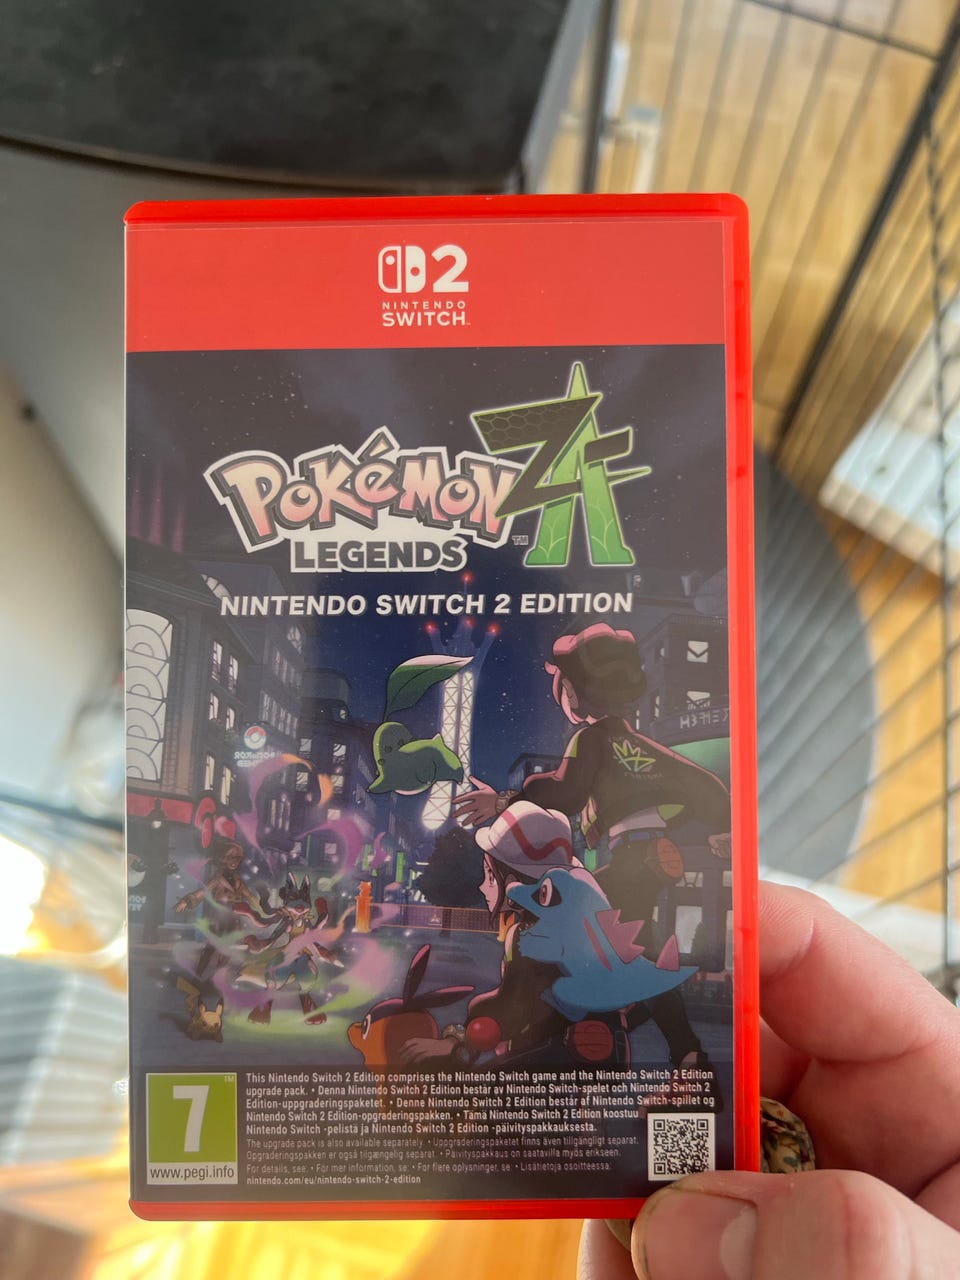 2
NINTENDO
SWITCH™
POKéMON ZA
LEGENDS™
NINTENDO SWITCH 2 EDITION
7™
www.pegi.info
This Nintendo Switch 2 Edition comprises the Nintendo Switch game and the Nintendo Switch 2 Edition
upgrade pack. • Denna Nintendo Switch 2 Edition består av Nintendo Switch-spelet och Nintendo Switch 2
Edition-uppgraderingspaketet. • Denne Nintendo Switch 2 Edition består af Nintendo Switch-spillet og
Nintendo Switch 2 Edition-opgraderingspakken. • Tämä Nintendo Switch 2 Edition koostuu
Nintendo Switch -pelistä ja Nintendo Switch 2 Edition -päivityspakkauksesta.
The upgrade pack is also available separately. • Uppgraderingspaketet finns även tillgängligt separat.
Opgraderingspakken er også tilgængelig separat. • Päivityspakkaus on saatavilla myös erikseen.
For details, see: • För mer information, se: • For flere oplysninger, se: • Lisätietoja osoitteessa:
nintendo.com/eu/nintendo-switch-2-edition